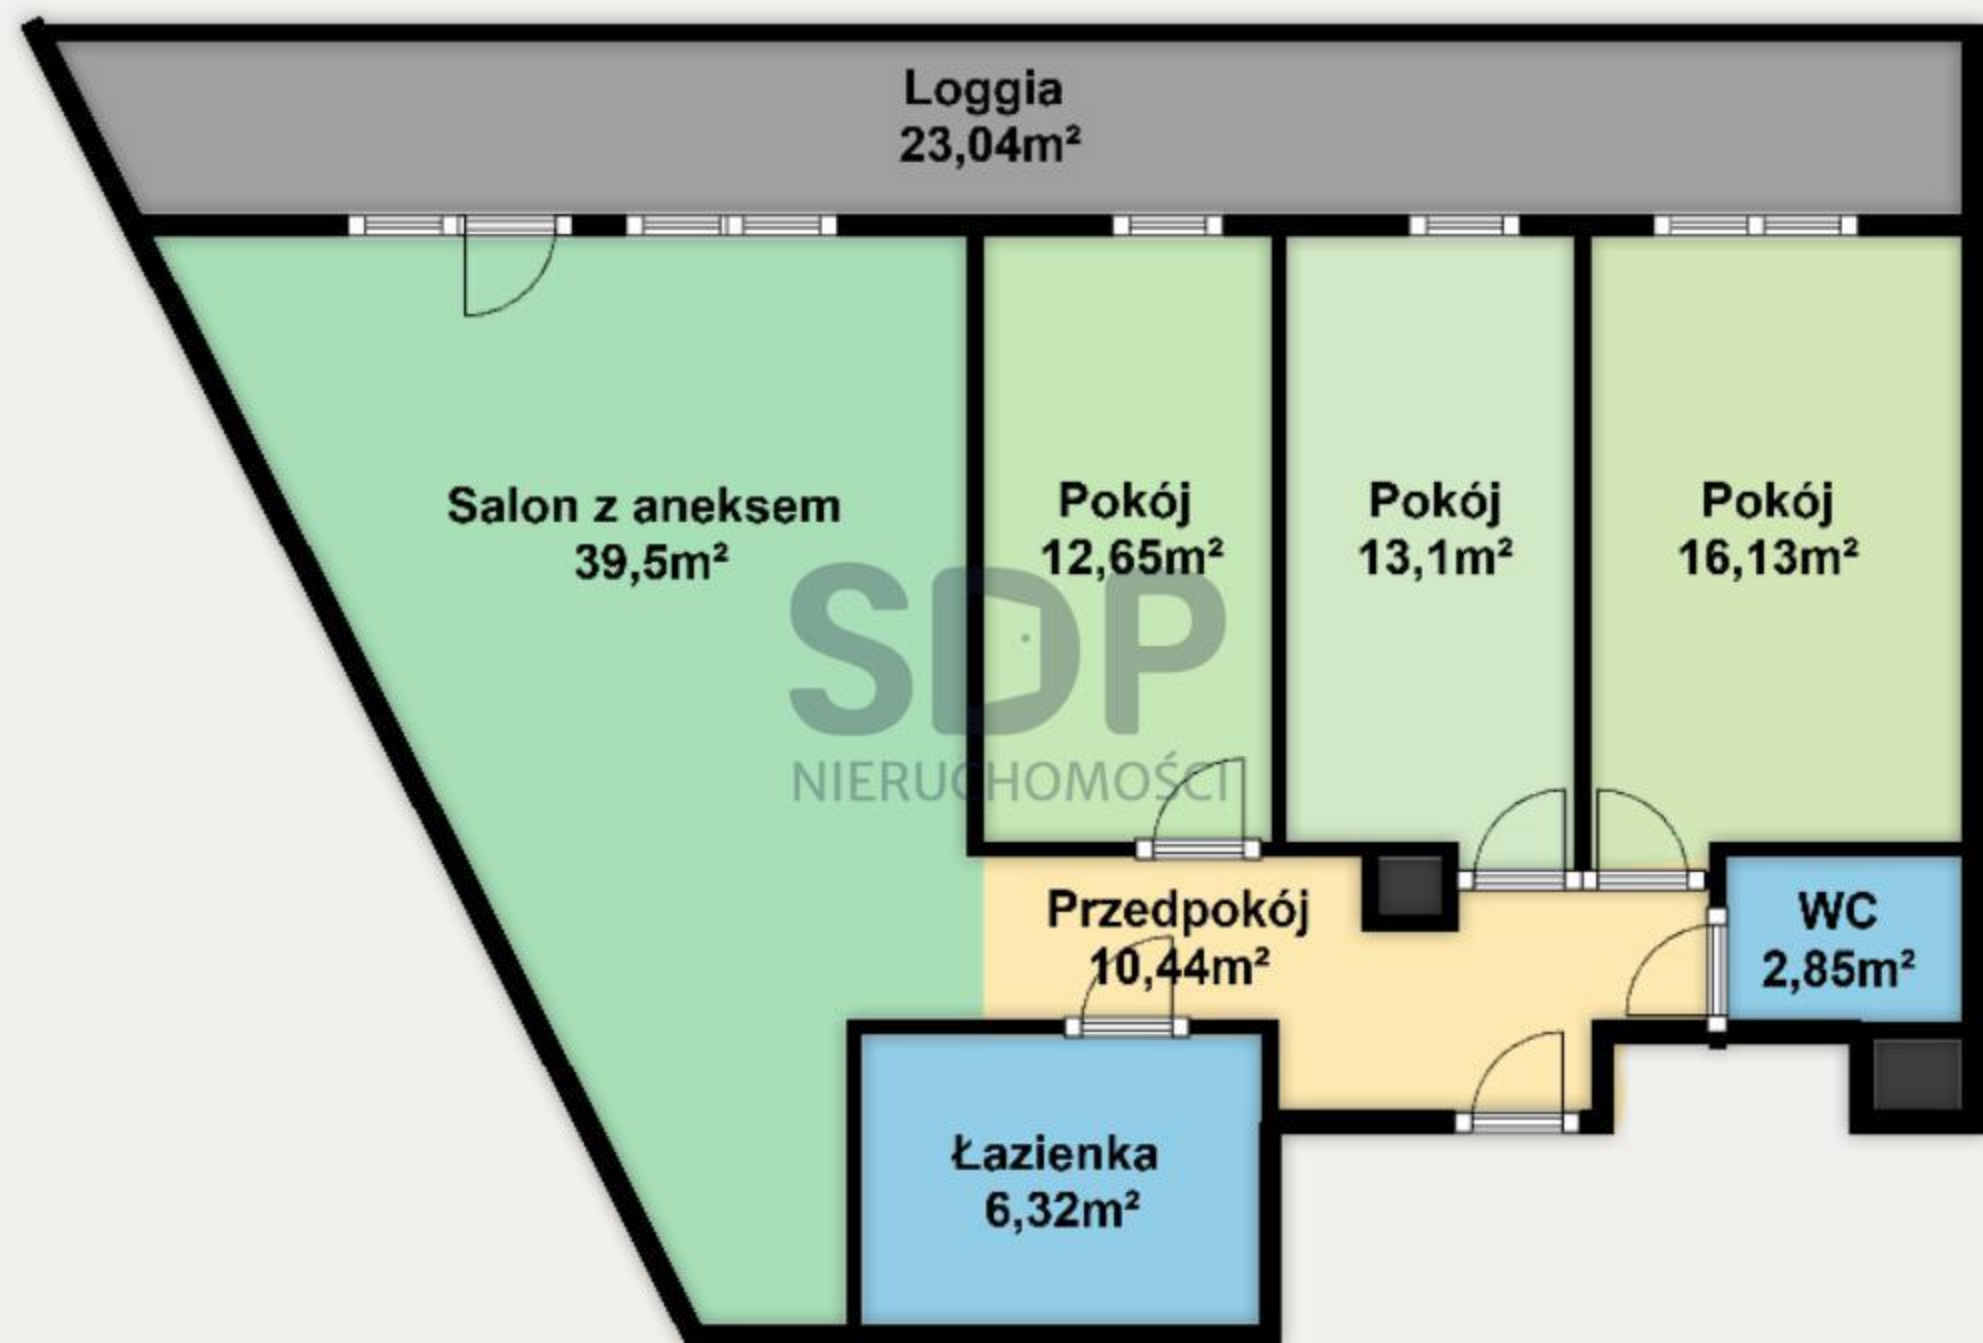 Loggia
23,04m²
Salon z aneksem
39,5m²
Pokój
12,65m²
Pokój
13,1m²
Pokój
16,13m²
SDP
NIERUCHOMOŚCI
Przedpokój
10,44m²
WC
2,85m²
Łazienka
6,32m²